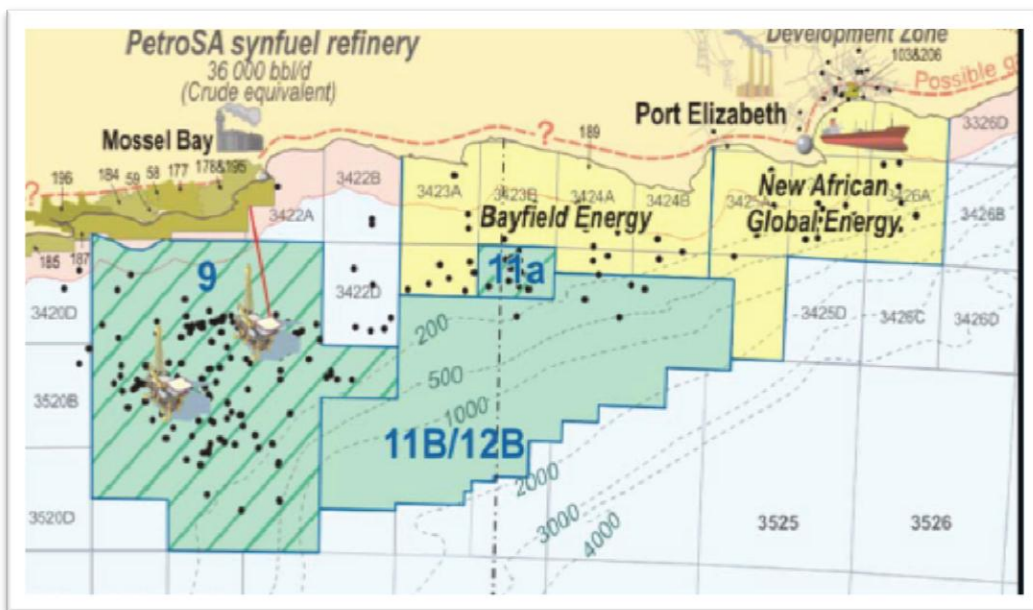 PetroSA synfuel refinery
36 000 bbl/d
(Crude equivalent)
Development Zone
103&206
Possible
Mossel Bay
Port Elizabeth
?
189
196
184
59
58
177
178&195
?
3422B
3326D
3423A
3423B
3424A
3424B
3425A
3426A
New African
Global Energy.
Bayfield Energy
3422A
3426B
185
187
9
11a
3422D
3420D
3425D
3426C
3426D
200
500
3520B
1000
11B/12B
2000
3520D
3000
4000
3525
3526